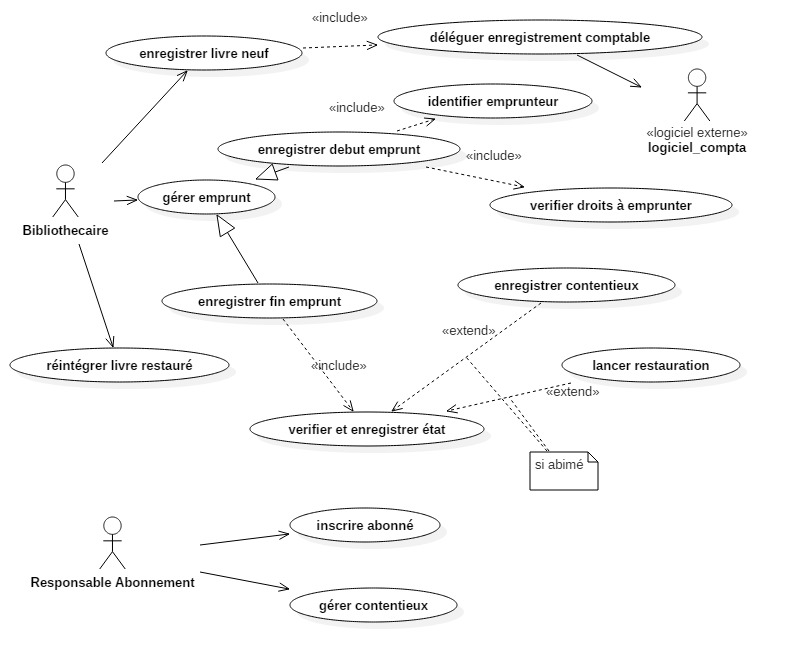 «include»
enregistrer livre neuf
déléguer enregistrement comptable
identifier emprunteur
«include»
«logiciel externe»
logiciel_compta
enregistrer debut emprunt
«include»
gérer emprunt
verifier droits à emprunter
Bibliothecaire
enregistrer contentieux
enregistrer fin emprunt
«extend»
réintégrer livre restauré
«include»
lancer restauration
«extend»
verifier et enregistrer état
si abimé
inscrire abonné
Responsable Abonnement
gérer contentieux